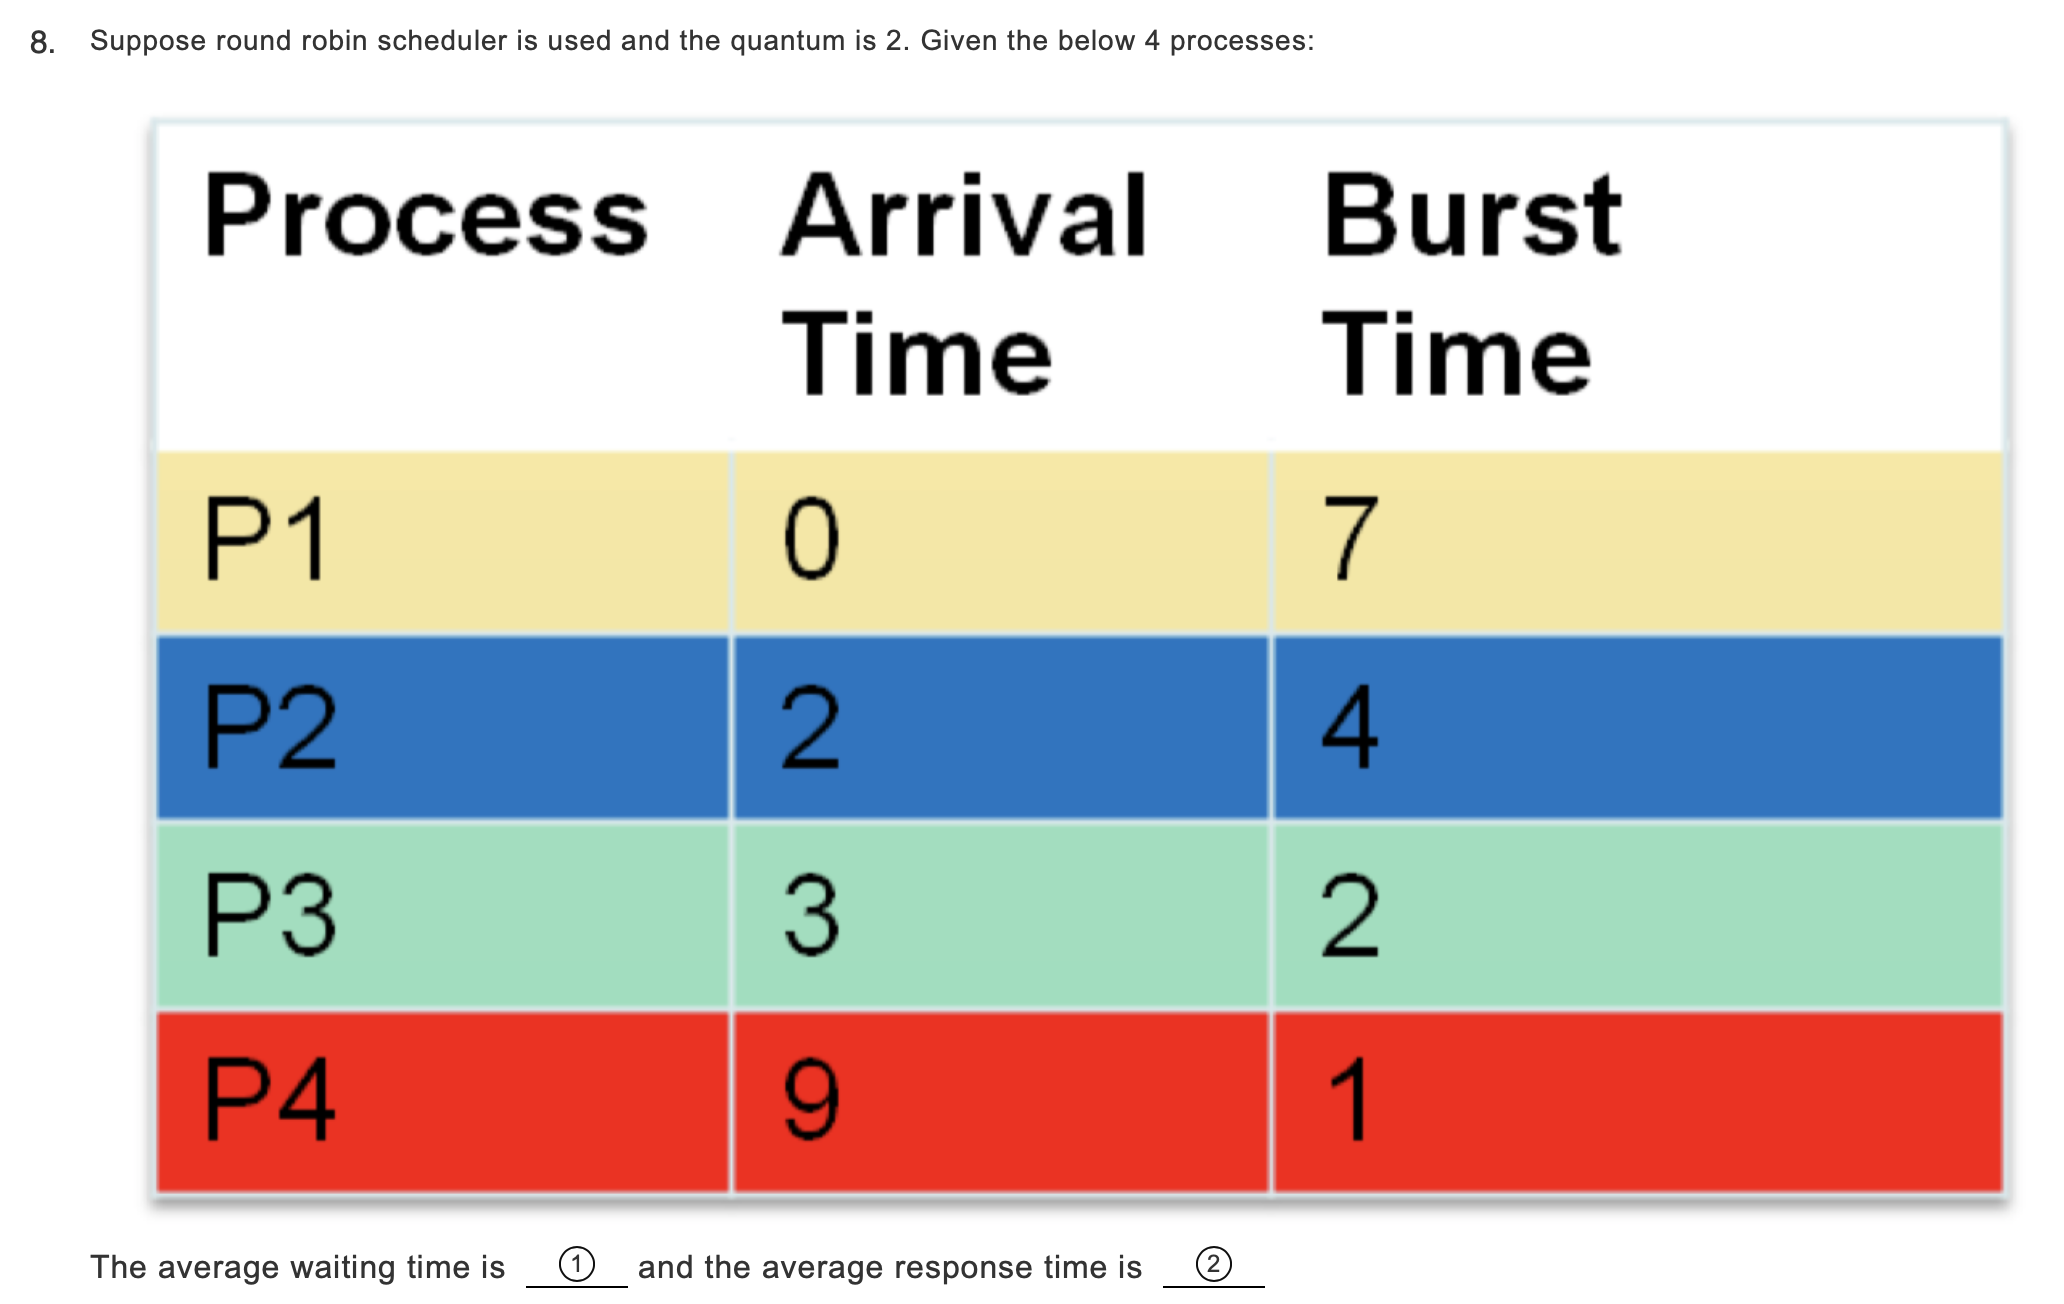 8. Suppose round robin scheduler is used and the quantum is 2. Given the below 4 processes:
Process Arrival Time Burst Time
P1 0 7
P2 2 4
P3 3 2
P4 9 1
The average waiting time is ① and the average response time is ②